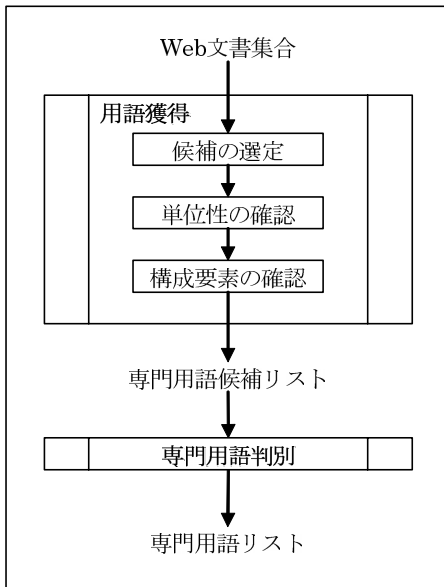 Web文書集合
用語獲得
候補の選定
単位性の確認
構成要素の確認
専門用語候補リスト
専門用語判別
専門用語リスト